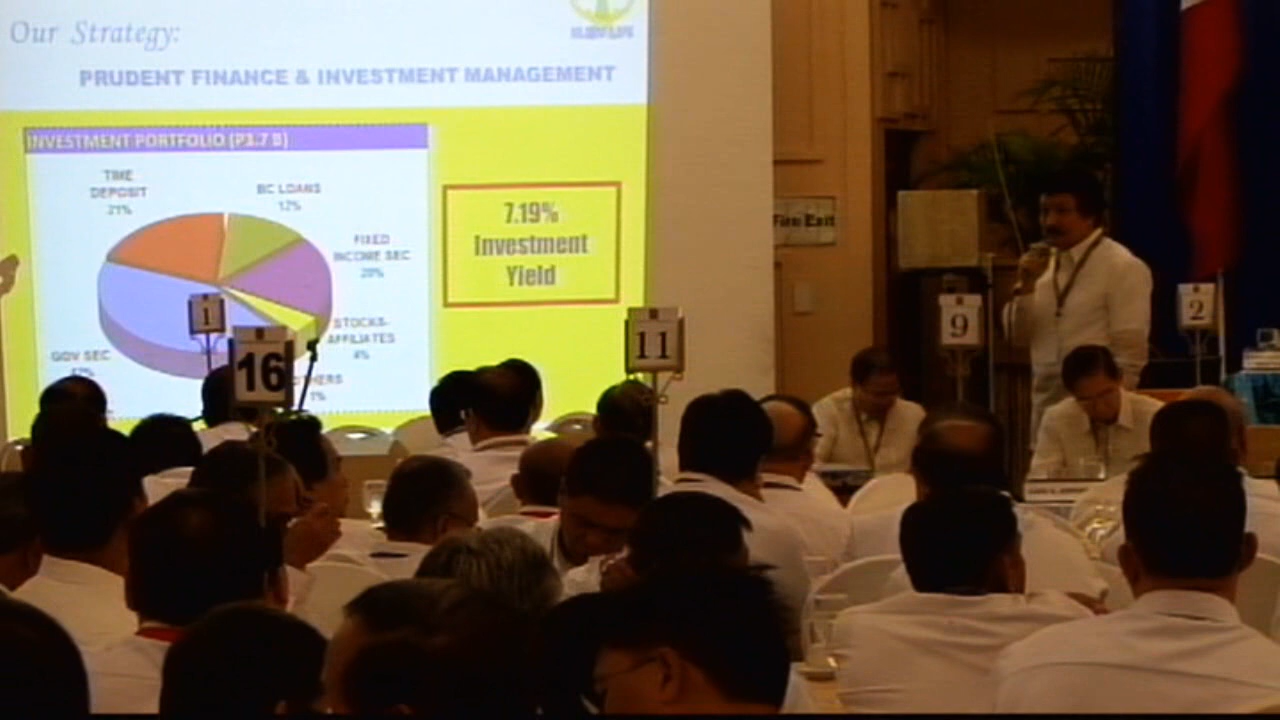 Our Strategy:
PRUDENT FINANCE & INVESTMENT MANAGEMENT
INVESTMENT PORTFOLIO (P3.7 B)
TIME
DEPOSIT
21%
BC LOANS
12%
FIXED
INCOME SEC
20%
STOCKS-
AFFILIATES
4%
GOV SEC
1%
7.19%
Investment
Yield
Fire Exit
1
16
11
9
2